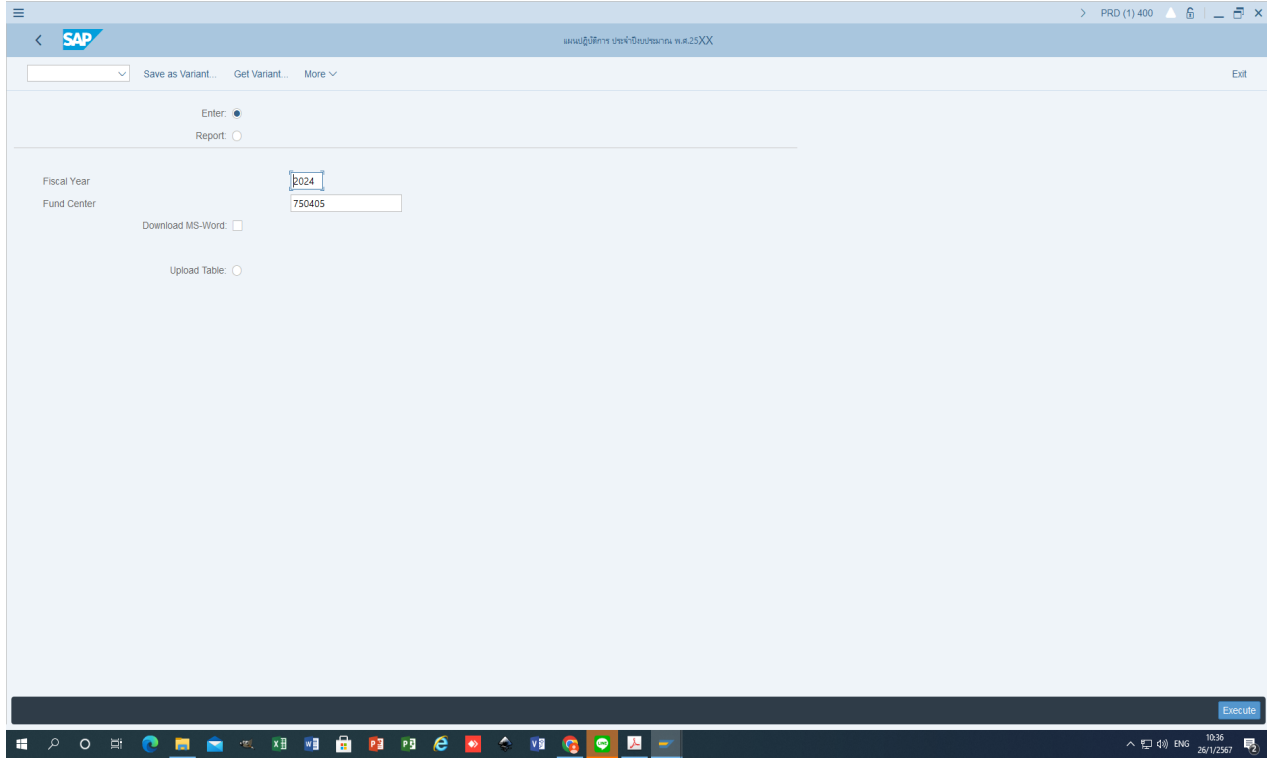 PRD (1) 400
SAP
แผนปฏิบัติการ ประจำปีงบประมาณ พ.ศ.25XX
Save as Variant... Get Variant... More Exit
Enter:
Report:
Fiscal Year 2024
Fund Center 750405
Download MS-Word:
Upload Table:
Execute
ENG 10:36
26/1/2567